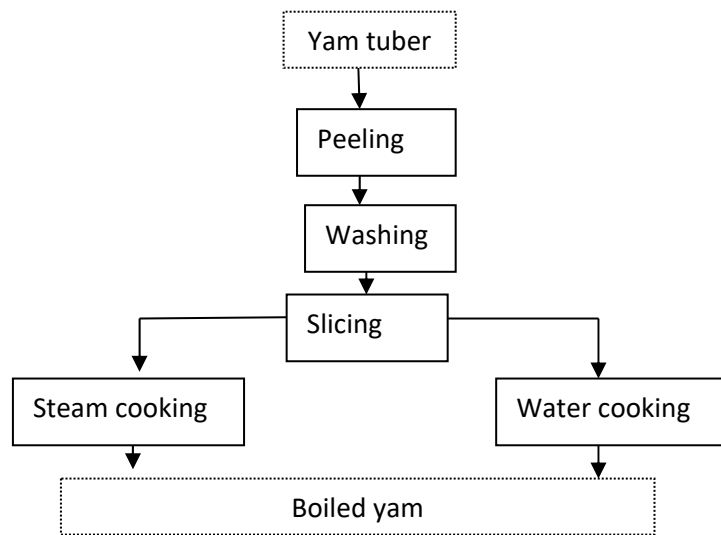 Yam tuber
Peeling
Washing
Slicing
Steam cooking
Water cooking
Boiled yam